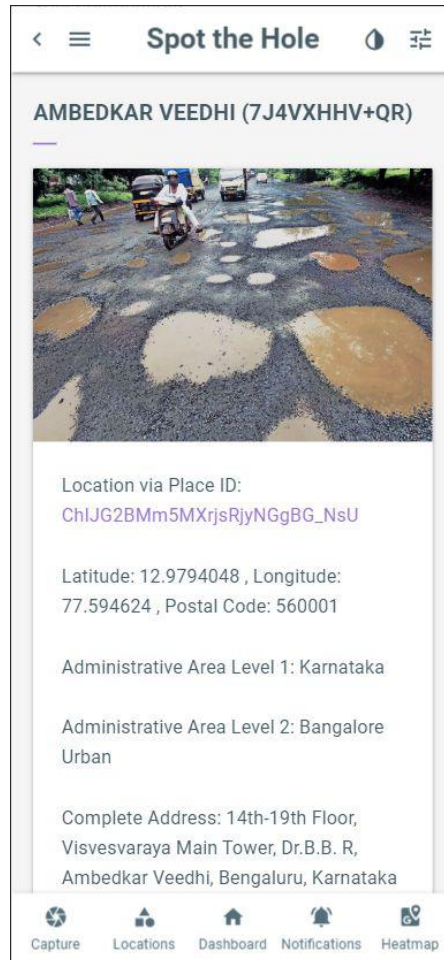 Spot the Hole
AMBEDKAR VEEDHI (7J4VXHHV+QR)
Location via Place ID:
ChIJG2BMm5MXrjsRjyNGgBG_NsU
Latitude: 12.9794048 , Longitude:
77.594624 , Postal Code: 560001
Administrative Area Level 1: Karnataka
Administrative Area Level 2: Bangalore
Urban
Complete Address: 14th-19th Floor,
Visvesvaraya Main Tower, Dr.B.B. R,
Ambedkar Veedhi, Bengaluru, Karnataka
Capture Locations Dashboard Notifications Heatmap